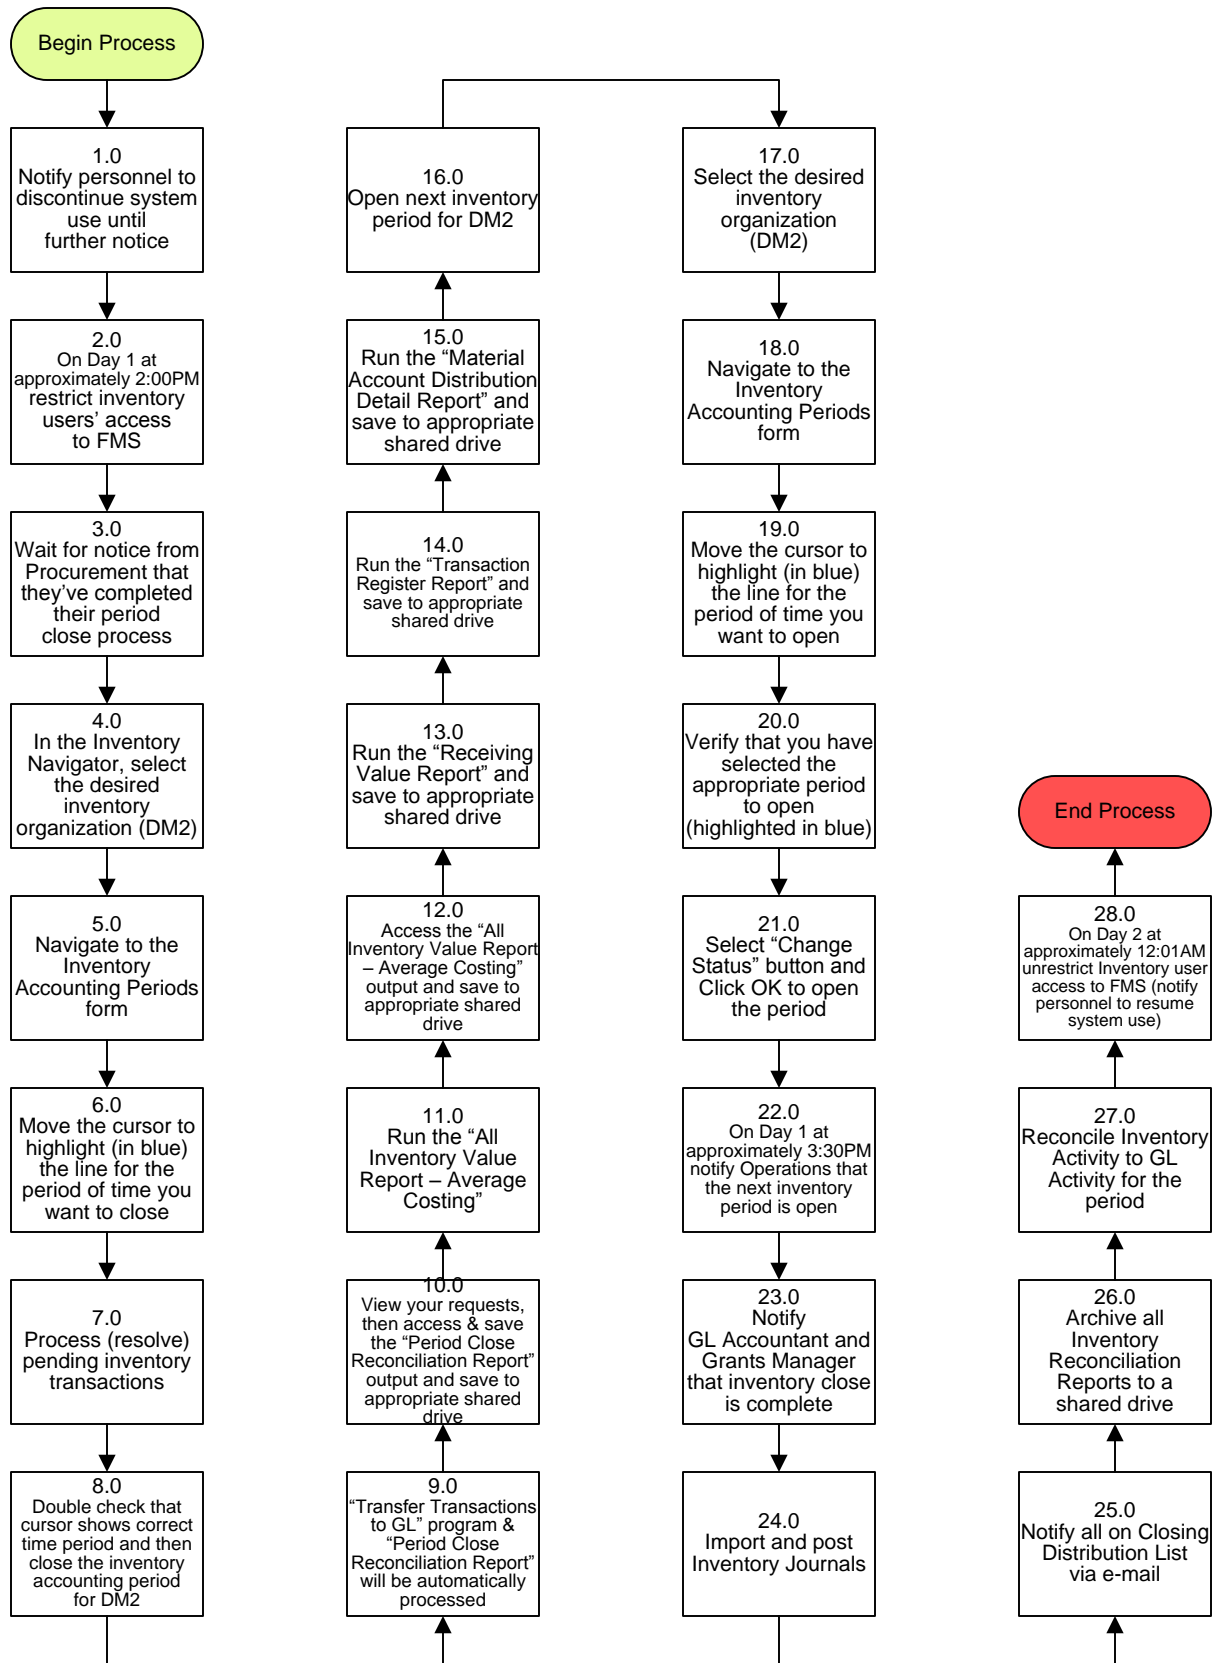 Begin Process
1.0
Notify personnel to
discontinue system
use until
further notice
2.0
On Day 1 at
approximately 2:00PM
restrict inventory
users’ access
to FMS
3.0
Wait for notice from
Procurement that
they’ve completed
their period
close process
4.0
In the Inventory
Navigator, select
the desired
inventory
organization (DM2)
5.0
Navigate to the
Inventory
Accounting Periods
form
6.0
Move the cursor to
highlight (in blue)
the line for the
period of time you
want to close
7.0
Process (resolve)
pending inventory
transactions
8.0
Double check that
cursor shows correct
time period and then
close the inventory
accounting period
for DM2
9.0
“Transfer Transactions
to GL” program &
“Period Close
Reconciliation Report”
will be automatically
processed
10.0
View your requests,
then access & save
the “Period Close
Reconciliation Report”
output and save to
appropriate shared
drive
11.0
Run the “All
Inventory Value
Report – Average
Costing”
12.0
Access the “All
Inventory Value Report
– Average Costing”
output and save to
appropriate shared
drive
13.0
Run the “Receiving
Value Report” and
save to appropriate
shared drive
14.0
Run the “Transaction
Register Report” and
save to appropriate
shared drive
15.0
Run the “Material
Account Distribution
Detail Report” and
save to appropriate
shared drive
16.0
Open next inventory
period for DM2
17.0
Select the desired
inventory
organization
(DM2)
18.0
Navigate to the
Inventory
Accounting Periods
form
19.0
Move the cursor to
highlight (in blue)
the line for the
period of time you
want to open
20.0
Verify that you have
selected the
appropriate period
to open
(highlighted in blue)
21.0
Select “Change
Status” button and
Click OK to open
the period
22.0
On Day 1 at
approximately 3:30PM
notify Operations that
the next inventory
period is open
23.0
Notify
GL Accountant and
Grants Manager
that inventory close
is complete
24.0
Import and post
Inventory Journals
25.0
Notify all on Closing
Distribution List
via e-mail
26.0
Archive all
Inventory
Reconciliation
Reports to a
shared drive
27.0
Reconcile Inventory
Activity to GL
Activity for the
period
28.0
On Day 2 at
approximately 12:01AM
unrestrict Inventory user
access to FMS (notify
personnel to resume
system use)
End Process